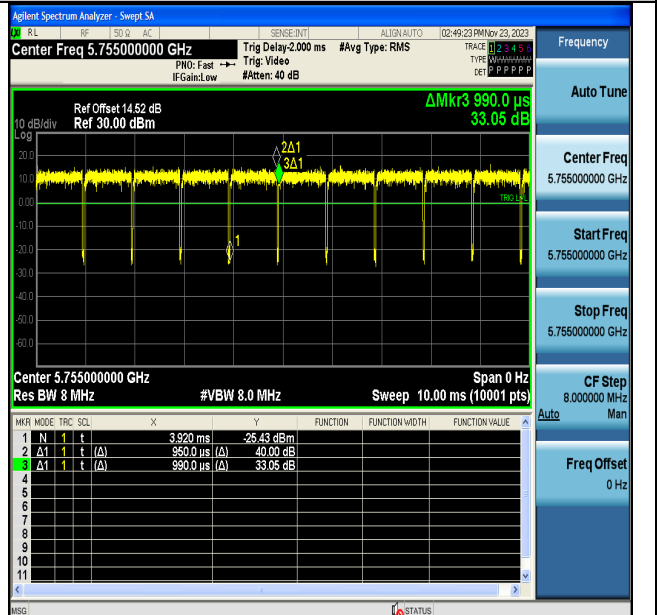 Agilent Spectrum Analyzer - Swept SA
RL RF 50 Ω AC SENSE:INT ALIGN AUTO 02:49:23 PM Nov 23, 2023
Center Freq 5.755000000 GHz
PNO: Fast
IFGain:Low
Trig Delay-2.000 ms
Trig: Video
#Atten: 40 dB
#Avg Type: RMS
TRACE 1 2 3 4 5 6
TYPE
DET P P P P P P
Frequency
Auto Tune
Center Freq
5.755000000 GHz
Start Freq
5.755000000 GHz
Stop Freq
5.755000000 GHz
CF Step
8.000000 MHz
Auto Man
Freq Offset
0 Hz
ΔMkr3 990.0 µs
33.05 dB
Ref Offset 14.52 dB
10 dB/div Ref 30.00 dBm
Log
20.0
10.0
0.00
-10.0
-20.0
-30.0
-40.0
-60.0
2Δ1
3Δ1
1
Center 5.755000000 GHz Span 0 Hz
Res BW 8 MHz #VBW 8.0 MHz Sweep 10.00 ms (10001 pts)
MKR MODE TRC SCL X Y FUNCTION FUNCTION WIDTH FUNCTION VALUE
1 N 1 t 3.920 ms -25.43 dBm
2 Δ1 1 t (Δ) 950.0 µs (Δ) 40.00 dB
3 Δ1 1 t (Δ) 990.0 µs (Δ) 33.05 dB
4
5
6
7
8
9
10
11
MSG STATUS